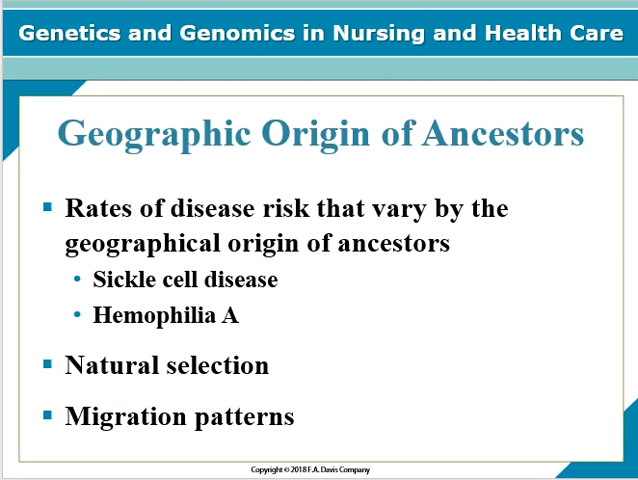 Genetics and Genomics in Nursing and Health Care
Geographic Origin of Ancestors
Rates of disease risk that vary by the
geographical origin of ancestors
Sickle cell disease
Hemophilia A
Natural selection
Migration patterns
Copyright © 2018 F.A. Davis Company